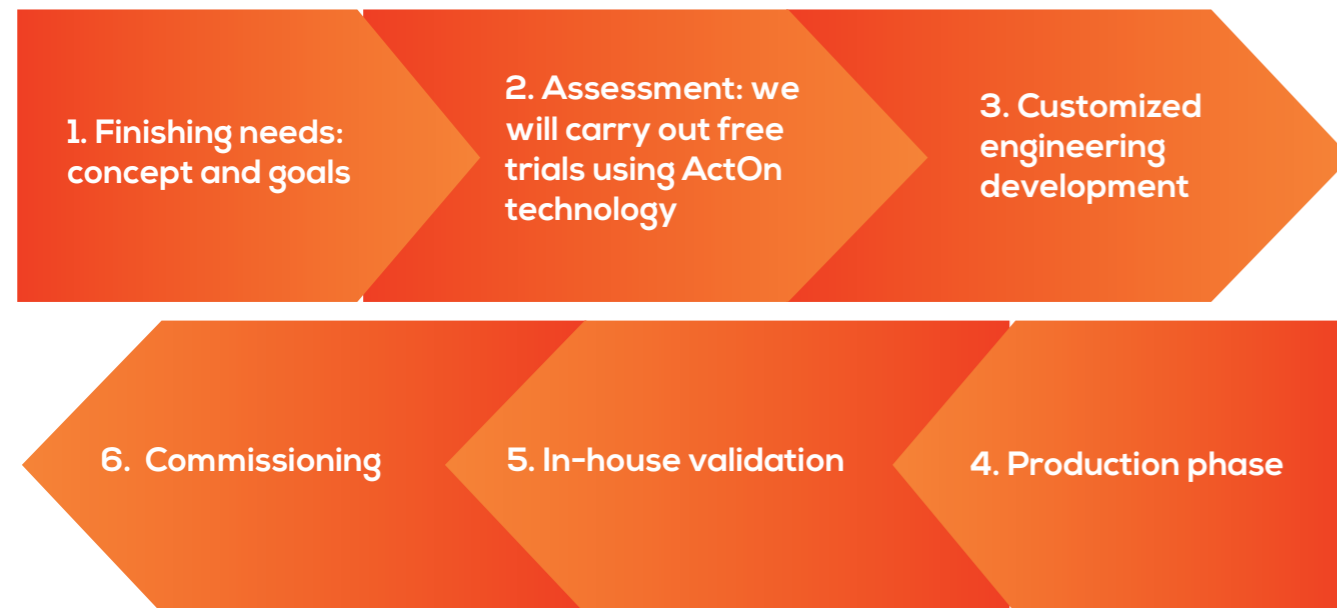 1. Finishing needs:
concept and goals
2. Assessment: we
will carry out free
trials using ActOn
technology
3. Customized
engineering
development
4. Production phase
5. In-house validation
6. Commissioning